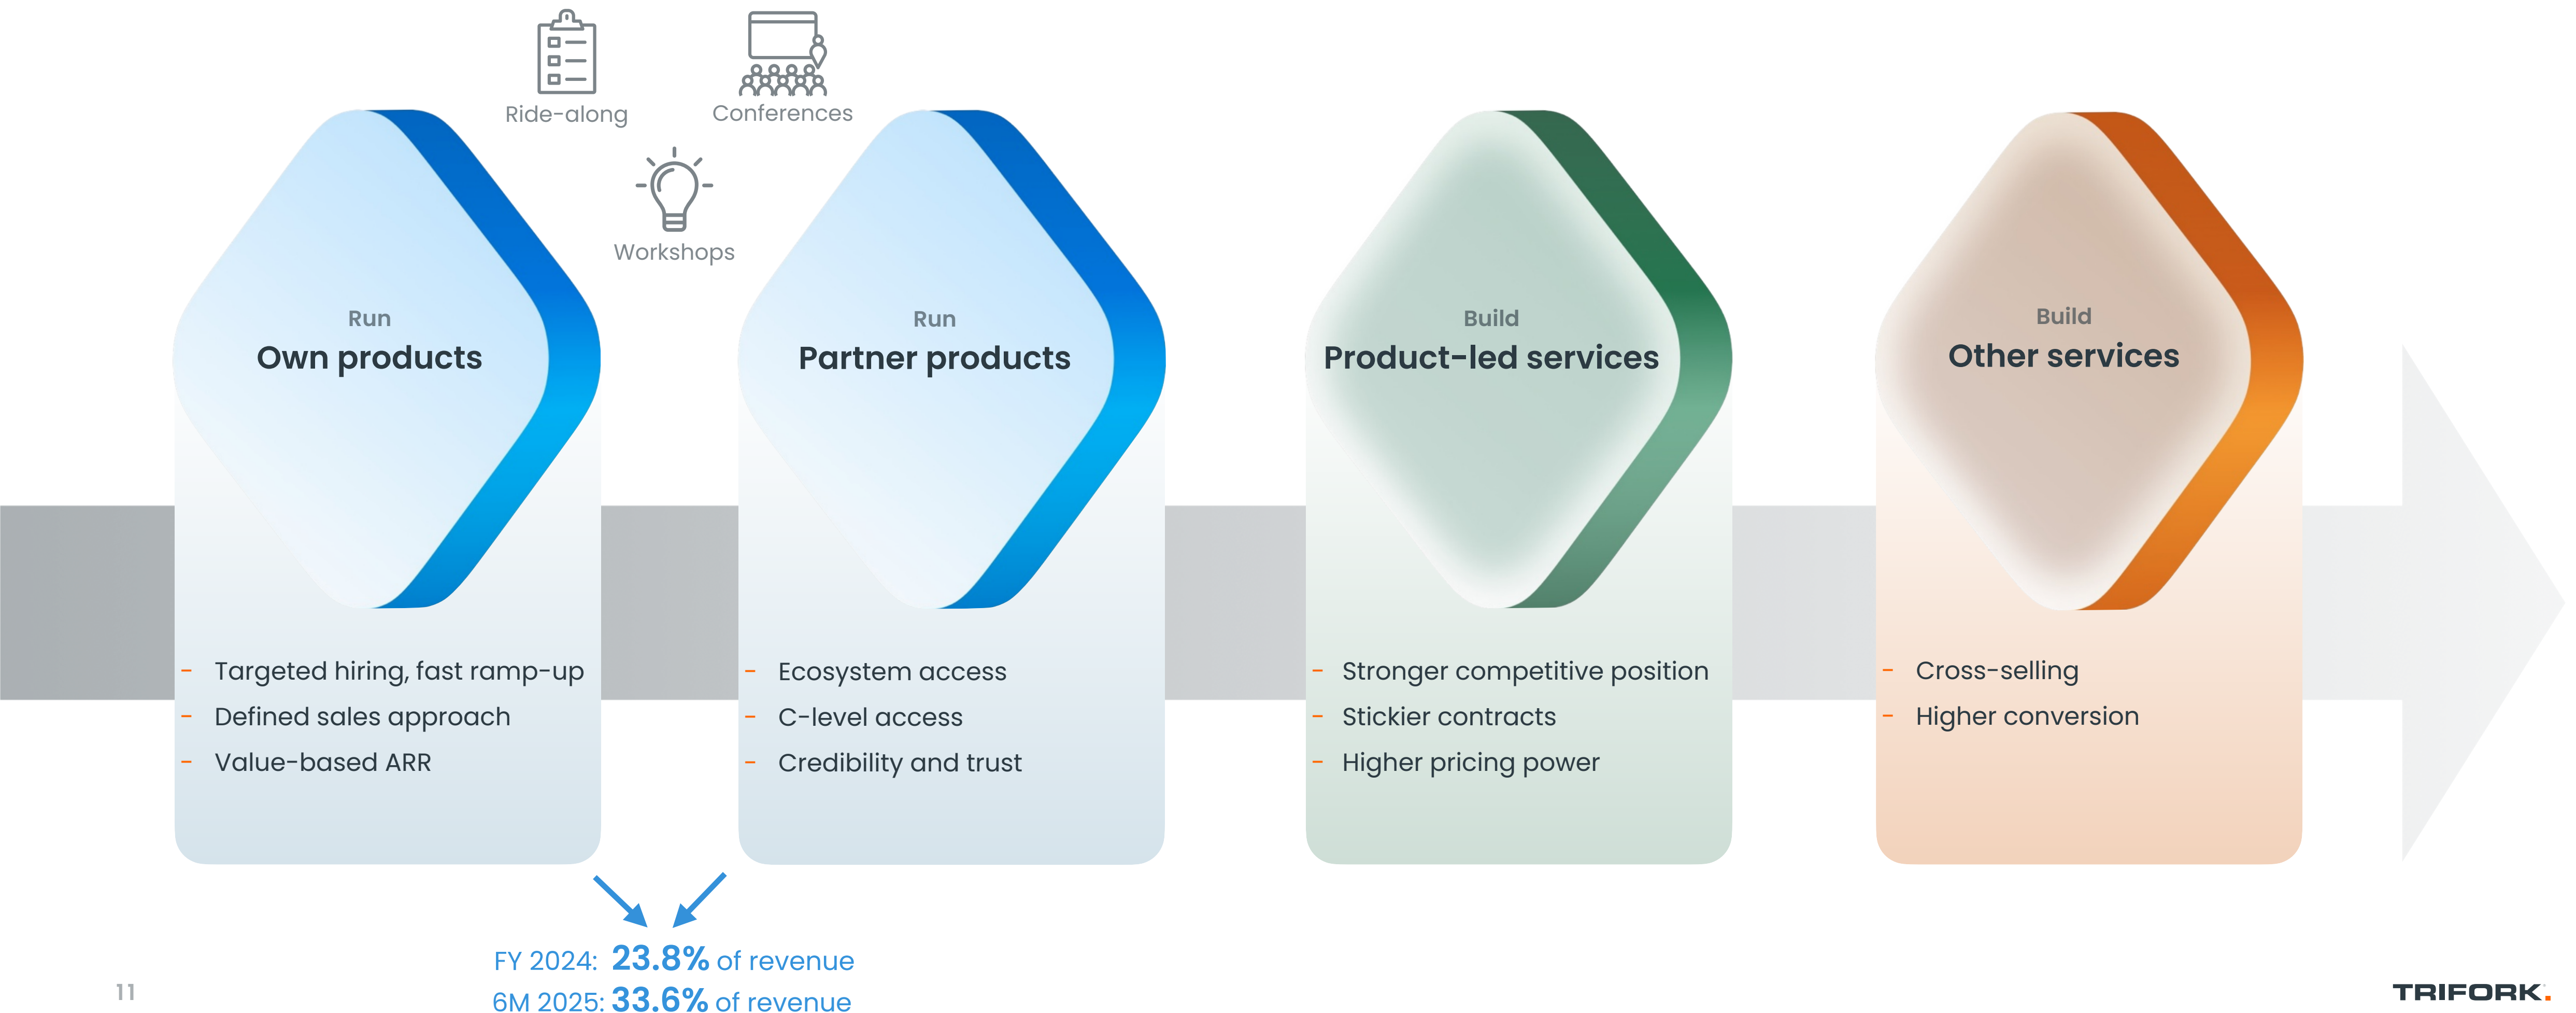 Ride-along
Conferences
Workshops
Run
Own products
- Targeted hiring, fast ramp-up
- Defined sales approach
- Value-based ARR
Run
Partner products
- Ecosystem access
- C-level access
- Credibility and trust
Build
Product-led services
- Stronger competitive position
- Stickier contracts
- Higher pricing power
Build
Other services
- Cross-selling
- Higher conversion
FY 2024: 23.8% of revenue
6M 2025: 33.6% of revenue
11
TRIFORK.